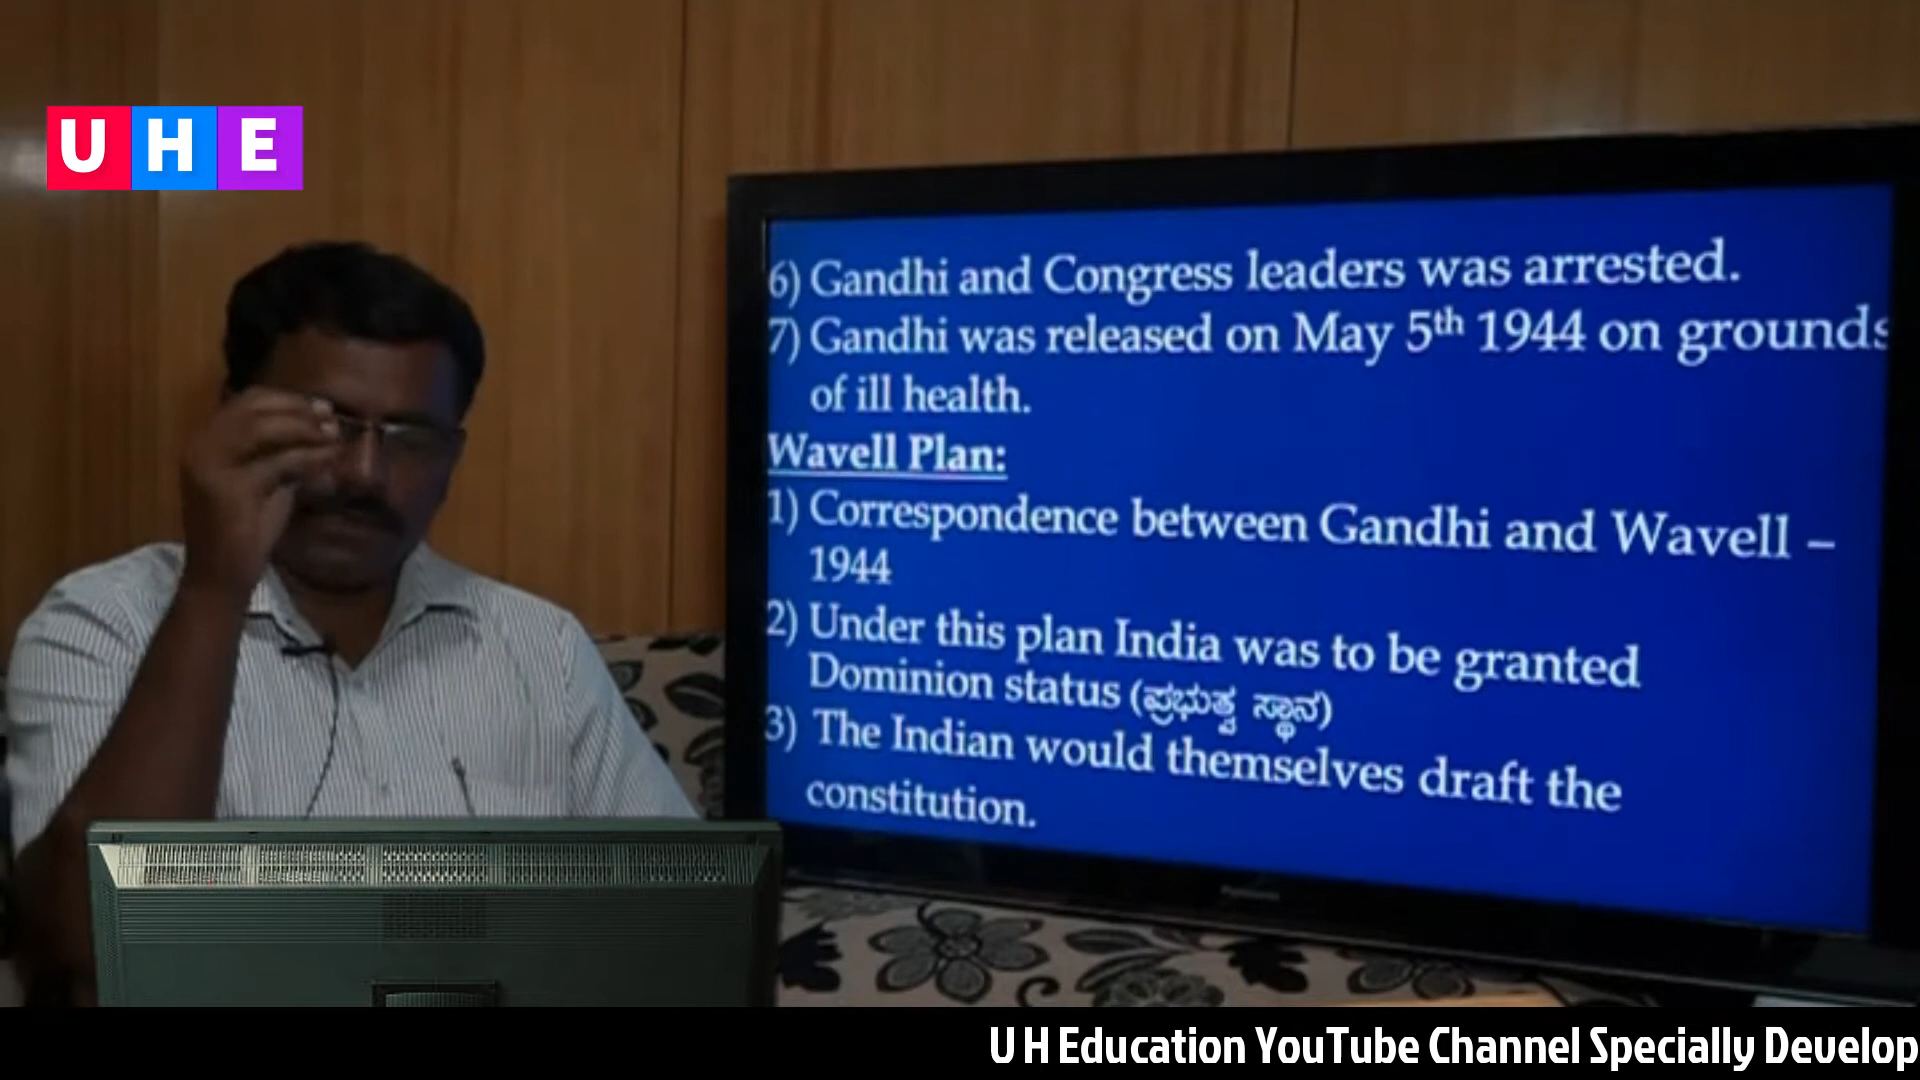 U H E
6) Gandhi and Congress leaders was arrested.
7) Gandhi was released on May 5th 1944 on grounds
of ill health.
Wavell Plan:
1) Correspondence between Gandhi and Wavell –
1944
2) Under this plan India was to be granted
Dominion status (ಪ್ರಭುತ್ವ ಸ್ಥಾನ)
3) The Indian would themselves draft the
constitution.
U H Education YouTube Channel Specially Develop